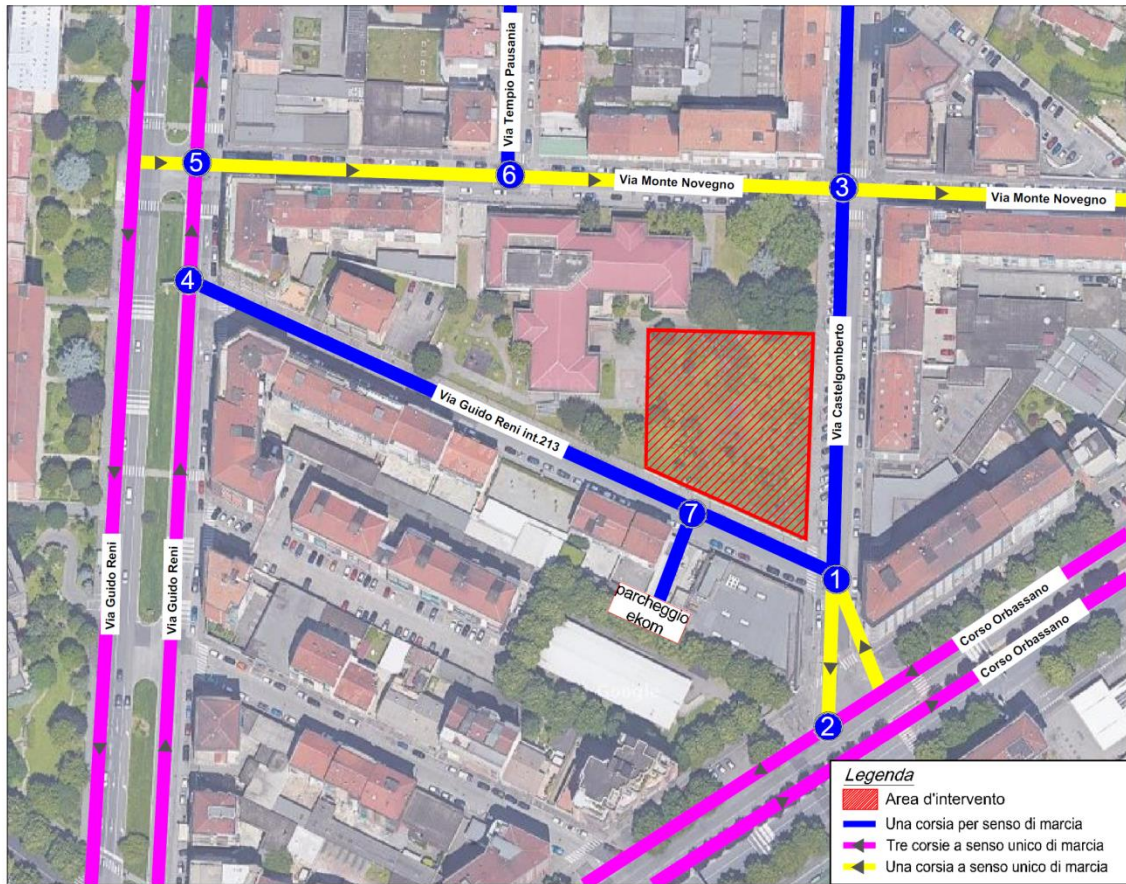 Via Tempio Pausania
5
6
Via Monte Novegno
3
Via Monte Novegno
4
Via Guido Reni int.213
Via Castelgomberto
7
1
parcheggio
ekom
Via Guido Reni
Via Guido Reni
Corso Orbassano
Corso Orbassano
Google
2
Legenda
Area d'intervento
Una corsia per senso di marcia
Tre corsie a senso unico di marcia
Una corsia a senso unico di marcia